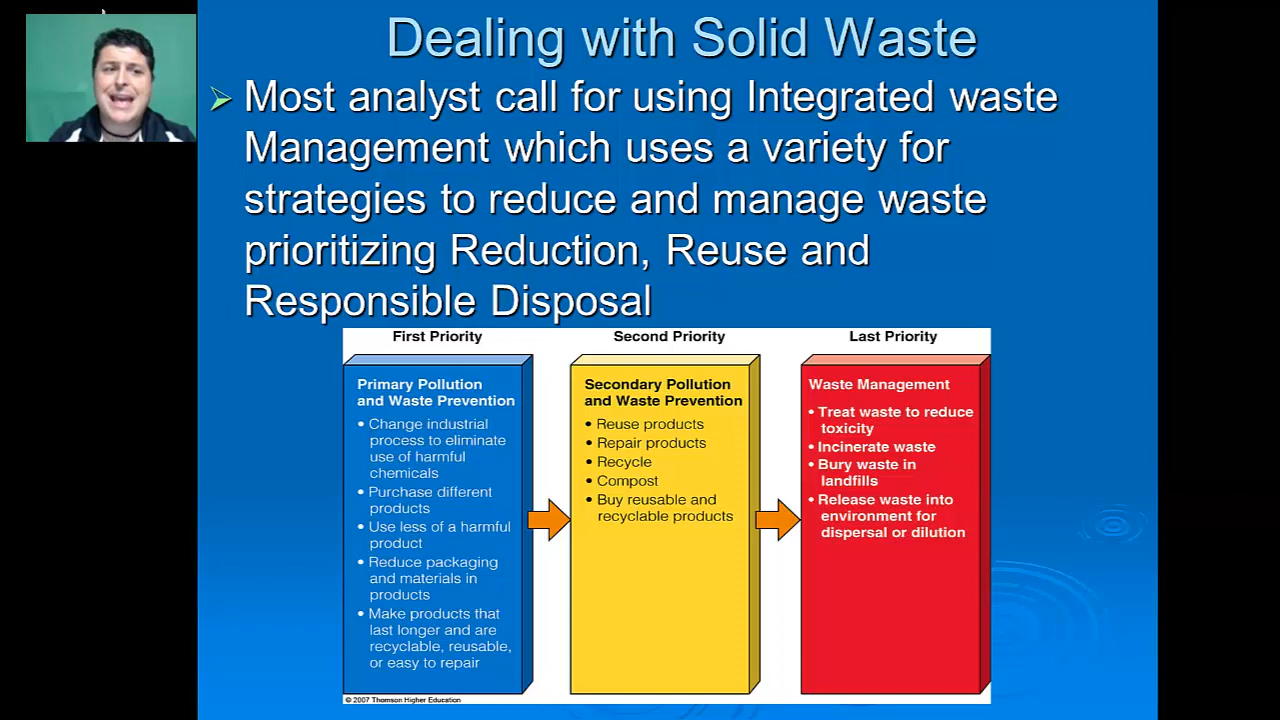 Dealing with Solid Waste
Most analyst call for using Integrated waste
Management which uses a variety for
strategies to reduce and manage waste
prioritizing Reduction, Reuse and
Responsible Disposal
First Priority
Second Priority
Last Priority
Primary Pollution
and Waste Prevention
• Change industrial
process to eliminate
use of harmful
chemicals
• Purchase different
products
• Use less of a harmful
product
• Reduce packaging
and materials in
products
• Make products that
last longer and are
recyclable, reusable,
or easy to repair
Secondary Pollution
and Waste Prevention
• Reuse products
• Repair products
• Recycle
• Compost
• Buy reusable and
recyclable products
Waste Management
• Treat waste to reduce
toxicity
• Incinerate waste
• Bury waste in
landfills
• Release waste into
environment for
dispersal or dilution
© 2007 Thomson Higher Education